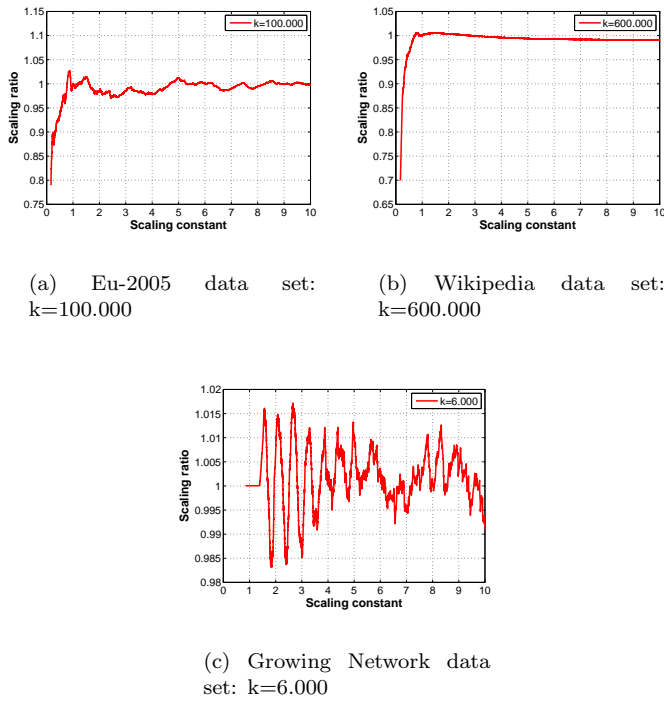 1.15
1.1
1.05
1
0.95
0.9
0.85
0.8
0.75
Scaling ratio
k=100.000
0 1 2 3 4 5 6 7 8 9 10
Scaling constant
1.05
1
0.95
0.9
0.85
0.8
0.75
0.7
0.65
Scaling ratio
k=600.000
0 1 2 3 4 5 6 7 8 9 10
Scaling constant
(a) Eu-2005 data set:
k=100.000
(b) Wikipedia data set:
k=600.000
1.02
1.015
1.01
1.005
1
0.995
0.99
0.985
0.98
Scaling ratio
k=6.000
0 1 2 3 4 5 6 7 8 9 10
Scaling constant
(c) Growing Network data
set: k=6.000